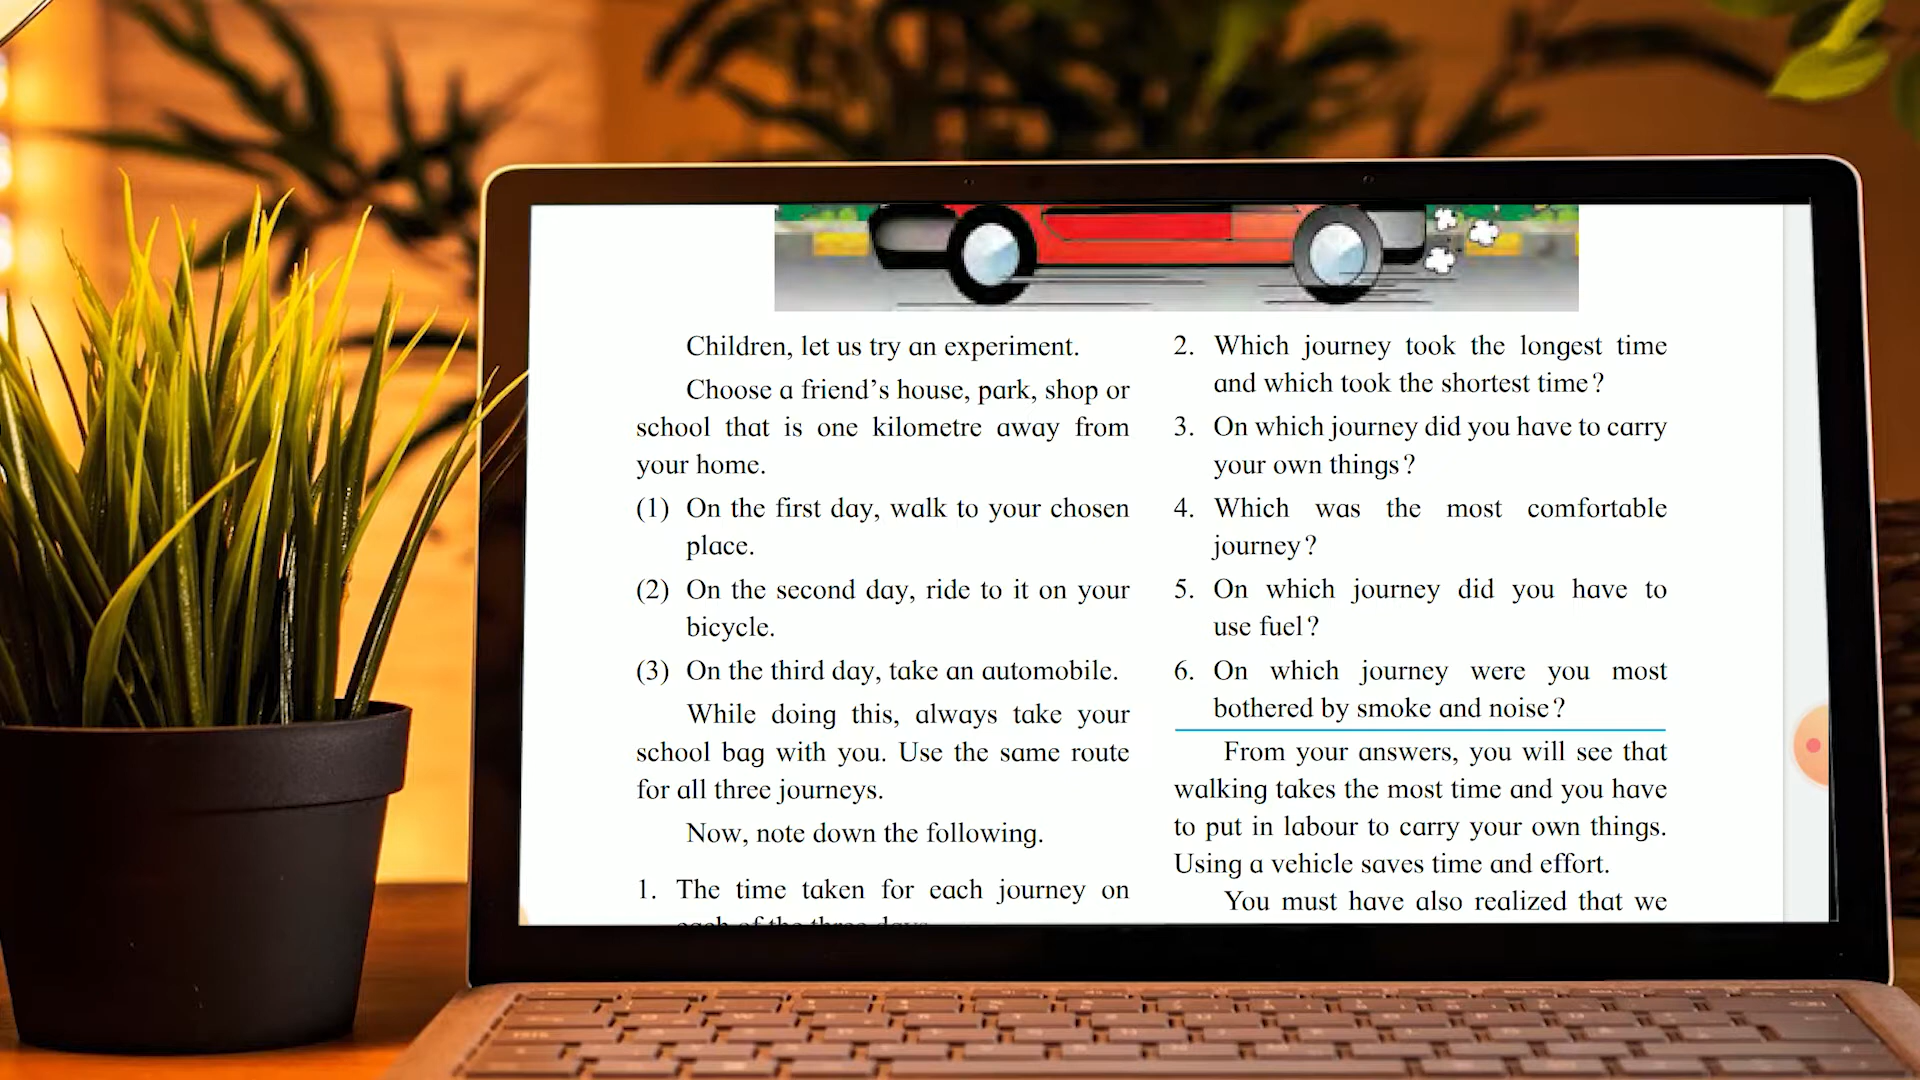 Children, let us try an experiment.
Choose a friend's house, park, shop or
school that is one kilometre away from
your home.
(1) On the first day, walk to your chosen
place.
(2) On the second day, ride to it on your
bicycle.
(3) On the third day, take an automobile.
While doing this, always take your
school bag with you. Use the same route
for all three journeys.
Now, note down the following.
1. The time taken for each journey on
each of the three days.
2. Which journey took the longest time
and which took the shortest time?
3. On which journey did you have to carry
your own things?
4. Which was the most comfortable
journey?
5. On which journey did you have to
use fuel?
6. On which journey were you most
bothered by smoke and noise?
From your answers, you will see that
walking takes the most time and you have
to put in labour to carry your own things.
Using a vehicle saves time and effort.
You must have also realized that we